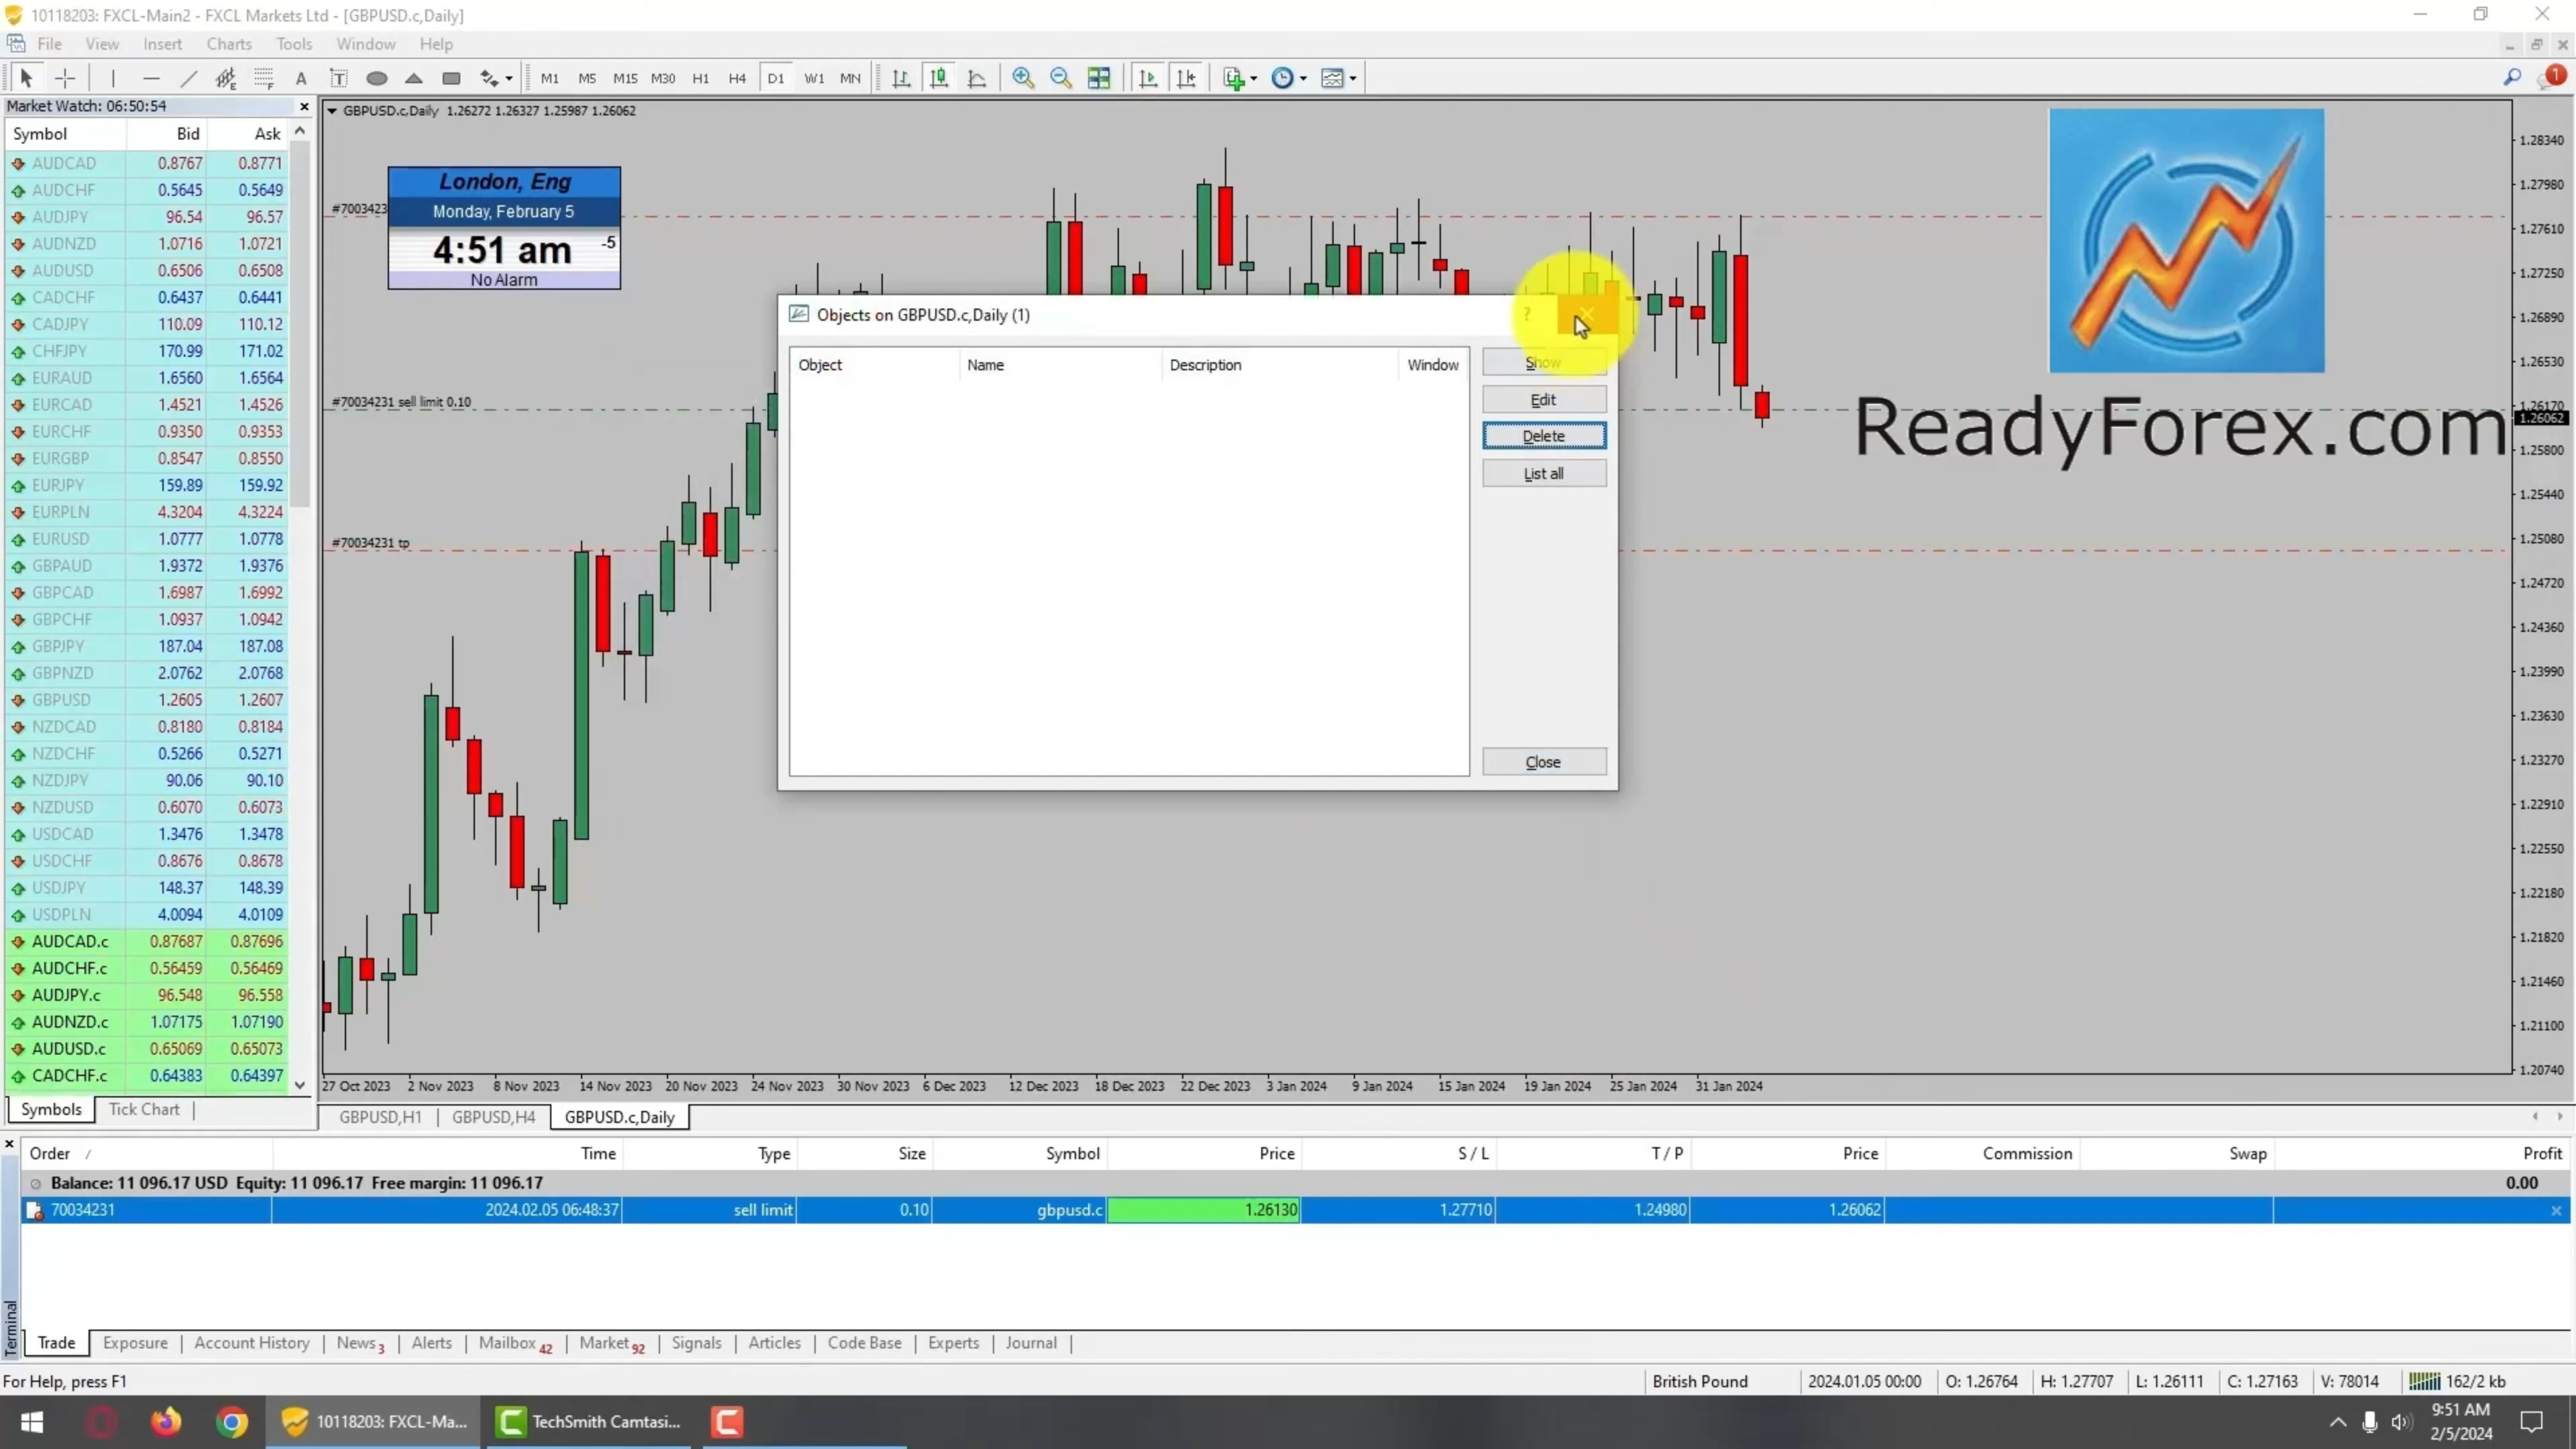 10118203: FXCL-Main2 - FXCL Markets Ltd - [GBPUSD.c,Daily]
File View Insert Charts Tools Window Help
A T M1 M5 M15 M30 H1 H4 D1 W1 MN 1
Market Watch: 06:50:54
Symbol Bid Ask
AUDCAD 0.8767 0.8771
AUDCHF 0.5645 0.5649
AUDJPY 96.54 96.57
AUDNZD 1.0716 1.0721
AUDUSD 0.6506 0.6508
CADCHF 0.6437 0.6441
CADJPY 110.09 110.12
CHFJPY 170.99 171.02
EURAUD 1.6560 1.6564
EURCAD 1.4521 1.4526
EURCHF 0.9350 0.9353
EURGBP 0.8547 0.8550
EURJPY 159.89 159.92
EURPLN 4.3204 4.3224
EURUSD 1.0777 1.0778
GBPAUD 1.9372 1.9376
GBPCAD 1.6987 1.6992
GBPCHF 1.0937 1.0942
GBPJPY 187.04 187.08
GBPNZD 2.0762 2.0768
GBPUSD 1.2605 1.2607
NZDCAD 0.8180 0.8184
NZDCHF 0.5266 0.5271
NZDJPY 90.06 90.10
NZDUSD 0.6070 0.6073
USDCAD 1.3476 1.3478
USDCHF 0.8676 0.8678
USDJPY 148.37 148.39
USDPLN 4.0094 4.0109
AUDCAD.c 0.87687 0.87696
AUDCHF.c 0.56459 0.56469
AUDJPY.c 96.548 96.558
AUDNZD.c 1.07175 1.07190
AUDUSD.c 0.65069 0.65073
CADCHF.c 0.64383 0.64397
Symbols Tick Chart
GBPUSD.c,Daily 1.26272 1.26327 1.25987 1.26062
London, Eng
Monday, February 5
4:51 am -5
No Alarm
#7003423
#70034231 sell limit 0.10
#70034231 tp
Objects on GBPUSD.c,Daily (1) ?
Object Name Description Window
Show
Edit
Delete
List all
Close
ReadyForex.com
1.28340
1.27980
1.27610
1.27250
1.26890
1.26530
1.26170
1.26062
1.25800
1.25440
1.25080
1.24720
1.24360
1.23990
1.23630
1.23270
1.22910
1.22550
1.22180
1.21820
1.21460
1.21100
1.20740
27 Oct 2023 2 Nov 2023 8 Nov 2023 14 Nov 2023 20 Nov 2023 24 Nov 2023 30 Nov 2023 6 Dec 2023 12 Dec 2023 18 Dec 2023 22 Dec 2023 3 Jan 2024 9 Jan 2024 15 Jan 2024 19 Jan 2024 25 Jan 2024 31 Jan 2024
GBPUSD,H1 GBPUSD,H4 GBPUSD.c,Daily
Order / Time Type Size Symbol Price S / L T / P Price Commission Swap Profit
Balance: 11 096.17 USD Equity: 11 096.17 Free margin: 11 096.17 0.00
70034231 2024.02.05 06:48:37 sell limit 0.10 gbpusd.c 1.26130 1.27710 1.24980 1.26062
Terminal
Trade Exposure Account History News 3 Alerts Mailbox 42 Market 92 Signals Articles Code Base Experts Journal
For Help, press F1 British Pound 2024.01.05 00:00 O: 1.26764 H: 1.27707 L: 1.26111 C: 1.27163 V: 78014 162/2 kb
10118203: FXCL-Ma... TechSmith Camtasi... 9:51 AM
2/5/2024